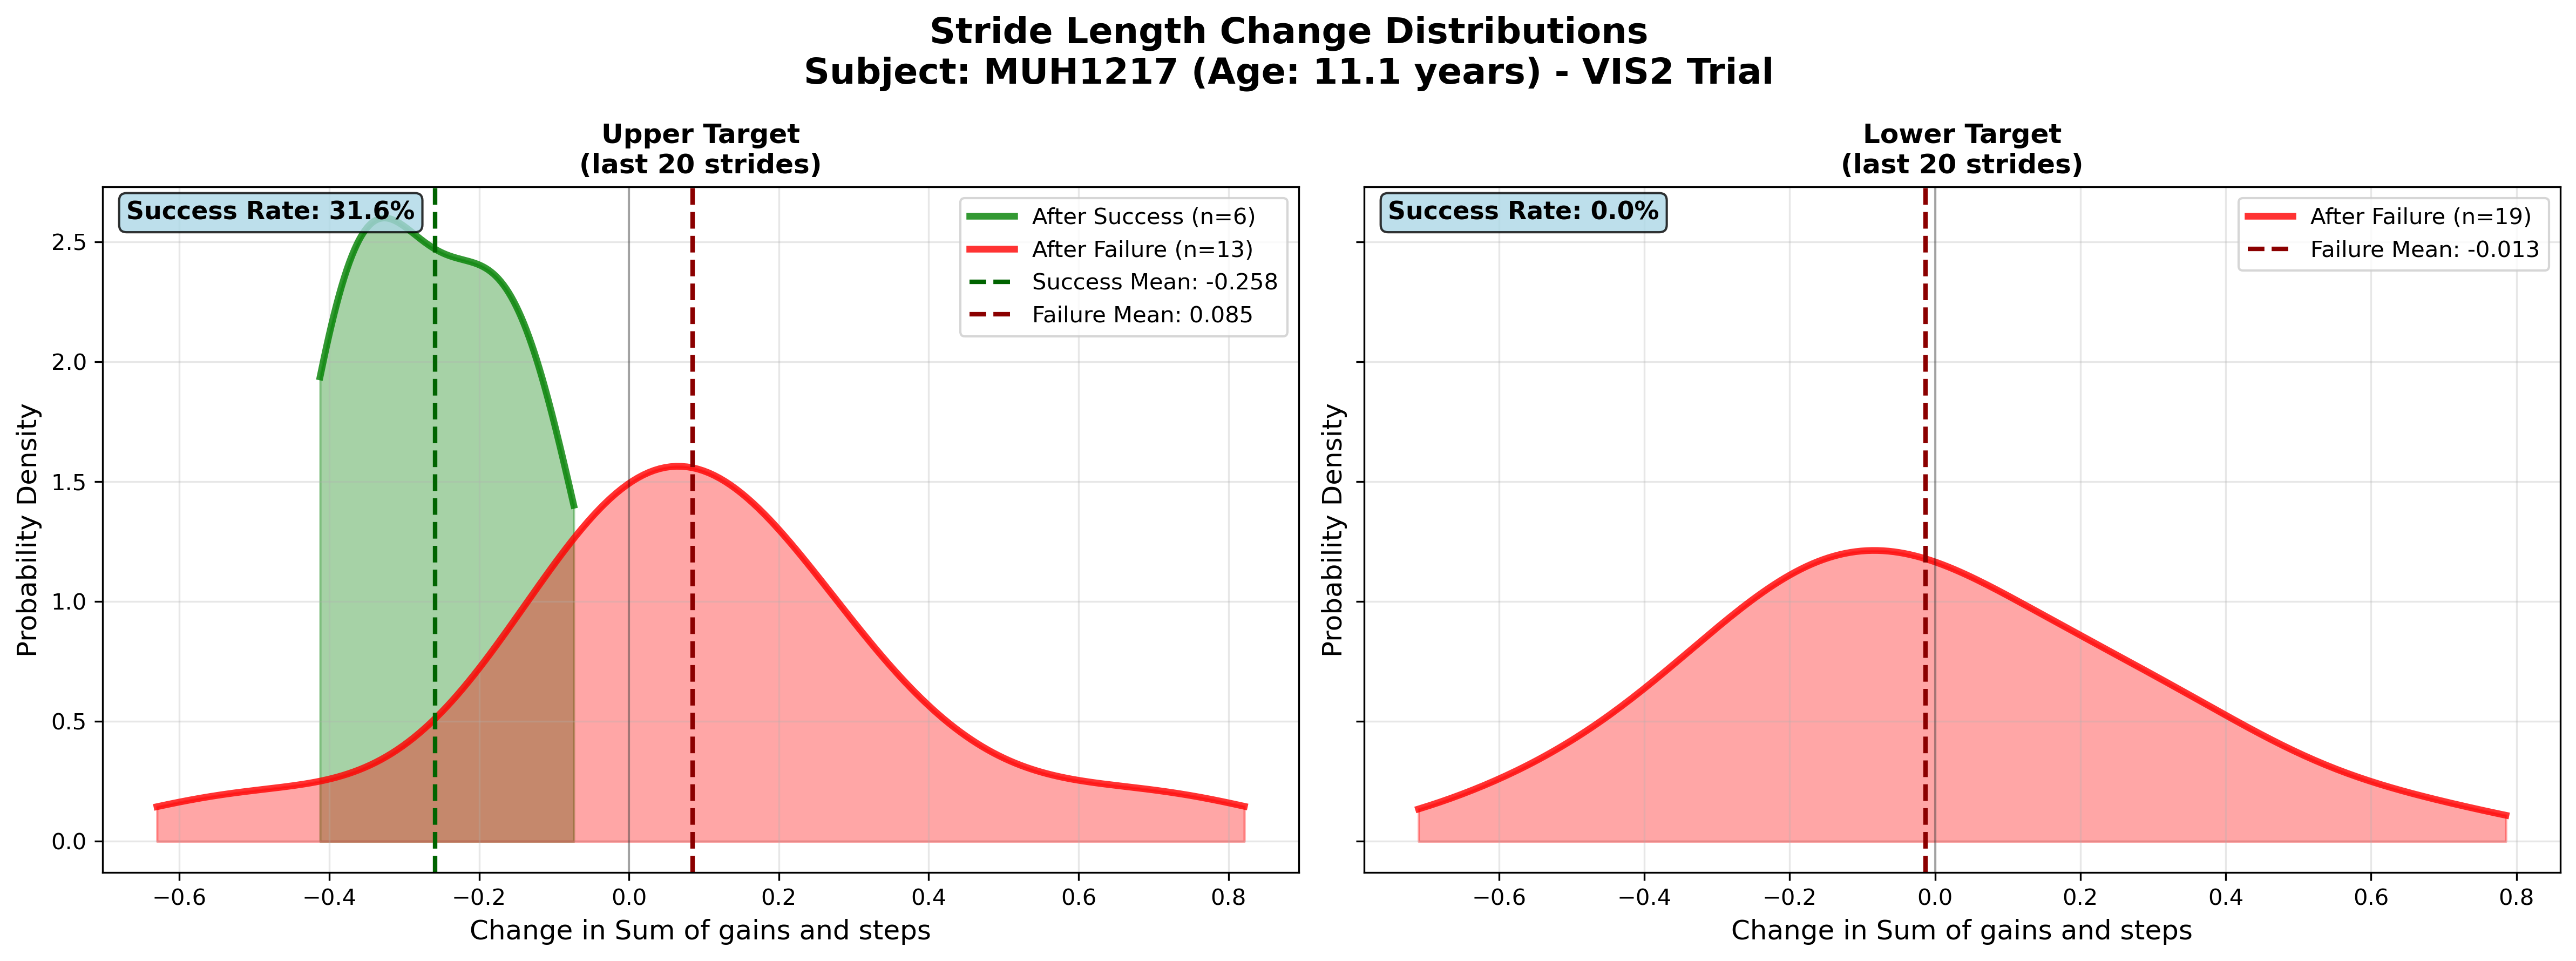 Stride Length Change Distributions
Subject: MUH1217 (Age: 11.1 years) - VIS2 Trial
Upper Target
(last 20 strides)
Success Rate: 31.6%
After Success (n=6)
After Failure (n=13)
Success Mean: -0.258
Failure Mean: 0.085
Probability Density
2.5
2.0
1.5
1.0
0.5
0.0
−0.6 −0.4 −0.2 0.0 0.2 0.4 0.6 0.8
Change in Sum of gains and steps
Lower Target
(last 20 strides)
Success Rate: 0.0%
After Failure (n=19)
Failure Mean: -0.013
Probability Density
−0.6 −0.4 −0.2 0.0 0.2 0.4 0.6 0.8
Change in Sum of gains and steps